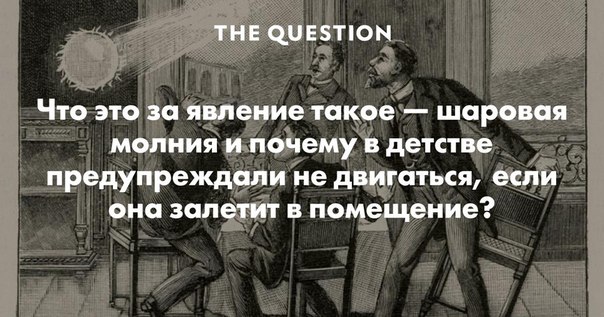 THE QUESTION
Что это за явление такое — шаровая
молния и почему в детстве
предупреждали не двигаться, если
она залетит в помещение?